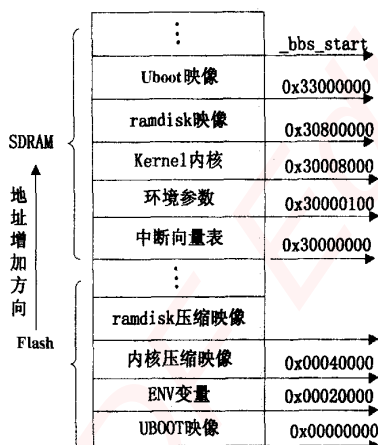 _bbs_start
Uboot映像
0x33000000
ramdisk映像
0x30800000
SDRAM
Kernel内核
0x30008000
环境参数
0x30000100
中断向量表
0x30000000
地址增加方向
ramdisk压缩映像
Flash
内核压缩映像
0x00040000
ENV变量
0x00020000
UBOOT映像
0x00000000